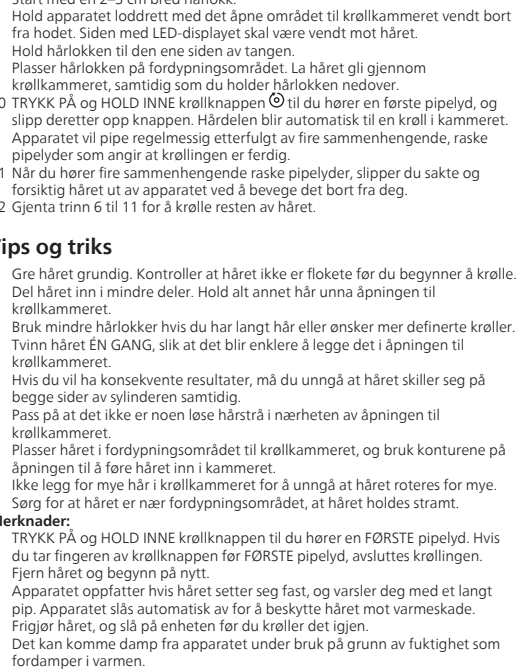 Start med en 2–3 cm bred hårlokk.
Hold apparatet loddrett med det åpne området til krøllkammeret vendt bort
fra hodet. Siden med LED-displayet skal være vendt mot håret.
Hold hårlokken til den ene siden av tangen.
Plasser hårlokken på fordypningsområdet. La håret gli gjennom
krøllkammeret, samtidig som du holder hårlokken nedover.
0 TRYKK PÅ og HOLD INNE krøllknappen til du hører en første pipelyd, og
slipp deretter opp knappen. Hårdelen blir automatisk til en krøll i kammeret.
Apparatet vil pipe regelmessig etterfulgt av fire sammenhengende, raske
pipelyder som angir at krøllingen er ferdig.
1 Når du hører fire sammenhengende raske pipelyder, slipper du sakte og
forsiktig håret ut av apparatet ved å bevege det bort fra deg.
2 Gjenta trinn 6 til 11 for å krølle resten av håret.
ips og triks
Gre håret grundig. Kontroller at håret ikke er flokete før du begynner å krølle.
Del håret inn i mindre deler. Hold alt annet hår unna åpningen til
krøllkammeret.
Bruk mindre hårlokker hvis du har langt hår eller ønsker mer definerte krøller.
Tvinn håret ÉN GANG, slik at det blir enklere å legge det i åpningen til
krøllkammeret.
Hvis du vil ha konsekvente resultater, må du unngå at håret skiller seg på
begge sider av sylinderen samtidig.
Pass på at det ikke er noen løse hårstrå i nærheten av åpningen til
krøllkammeret.
Plasser håret i fordypningsområdet til krøllkammeret, og bruk konturene på
åpningen til å føre håret inn i kammeret.
Ikke legg for mye hår i krøllkammeret for å unngå at håret roteres for mye.
Sørg for at håret er nær fordypningsområdet, at håret holdes stramt.
erknader:
TRYKK PÅ og HOLD INNE krøllknappen til du hører en FØRSTE pipelyd. Hvis
du tar fingeren av krøllknappen før FØRSTE pipelyd, avsluttes krøllingen.
Fjern håret og begynn på nytt.
Apparatet oppfatter hvis håret setter seg fast, og varsler deg med et langt
pip. Apparatet slås automatisk av for å beskytte håret mot varmeskade.
Frigjør håret, og slå på enheten før du krøller det igjen.
Det kan komme damp fra apparatet under bruk på grunn av fuktighet som
fordamper i varmen.